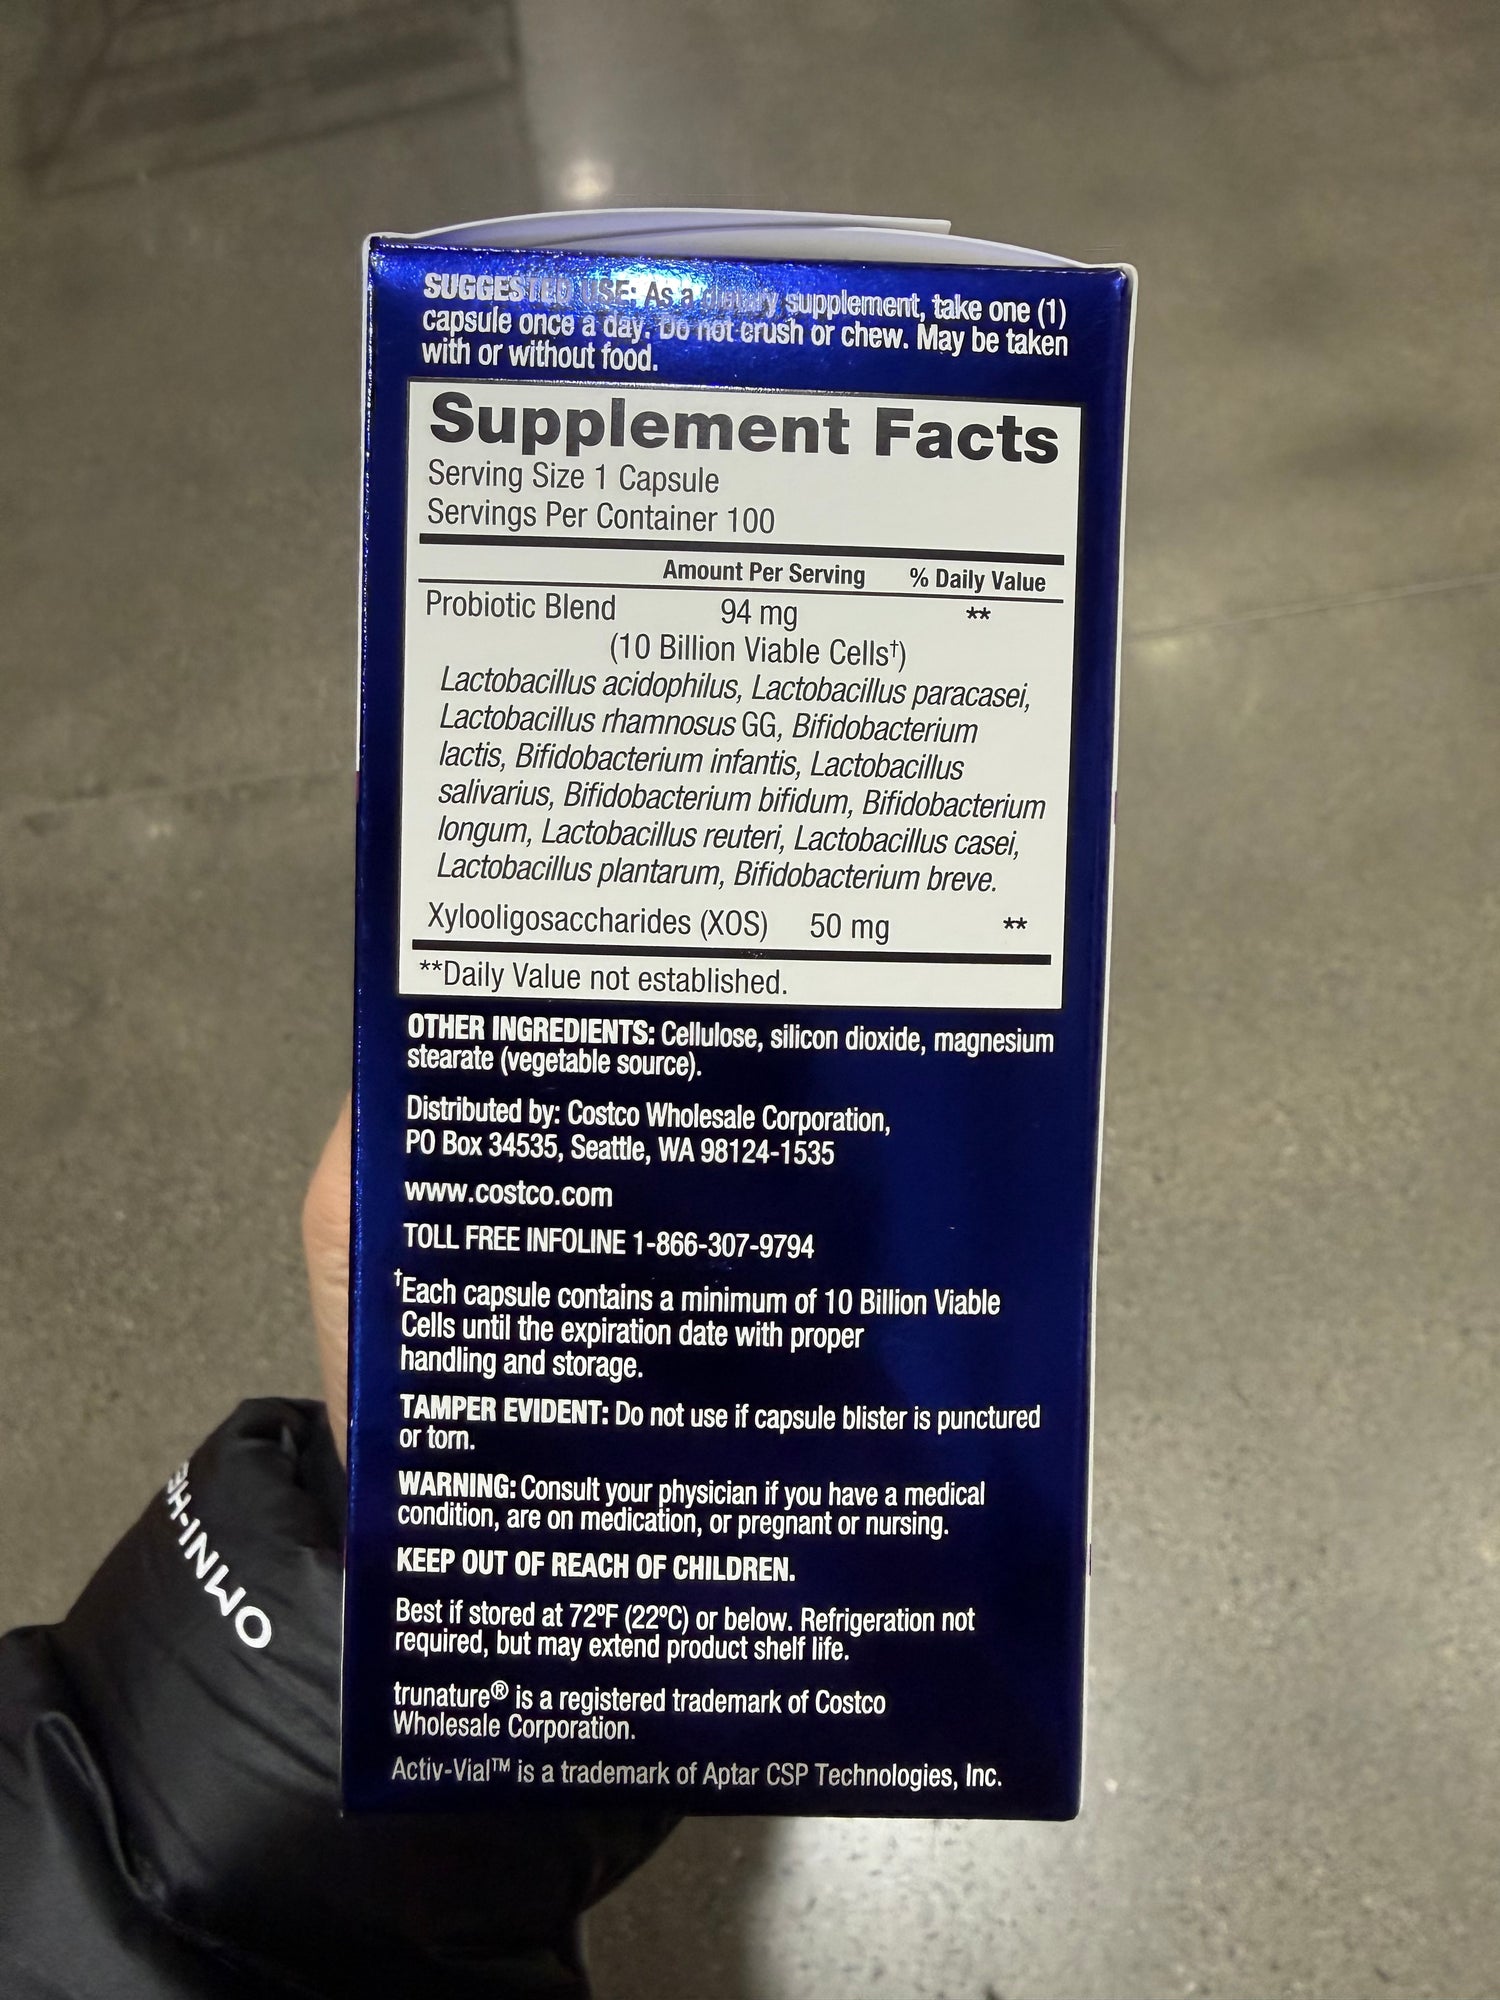 SUGGESTED USE: As a dietary supplement, take one (1)
capsule once a day. Do not crush or chew. May be taken
with or without food.
Supplement Facts
Serving Size 1 Capsule
Servings Per Container 100
Amount Per Serving % Daily Value
Probiotic Blend 94 mg **
(10 Billion Viable Cells†)
Lactobacillus acidophilus, Lactobacillus paracasei,
Lactobacillus rhamnosus GG, Bifidobacterium
lactis, Bifidobacterium infantis, Lactobacillus
salivarius, Bifidobacterium bifidum, Bifidobacterium
longum, Lactobacillus reuteri, Lactobacillus casei,
Lactobacillus plantarum, Bifidobacterium breve.
Xylooligosaccharides (XOS) 50 mg **
**Daily Value not established.
OTHER INGREDIENTS: Cellulose, silicon dioxide, magnesium
stearate (vegetable source).
Distributed by: Costco Wholesale Corporation,
PO Box 34535, Seattle, WA 98124-1535
www.costco.com
TOLL FREE INFOLINE 1-866-307-9794
†Each capsule contains a minimum of 10 Billion Viable
Cells until the expiration date with proper
handling and storage.
TAMPER EVIDENT: Do not use if capsule blister is punctured
or torn.
WARNING: Consult your physician if you have a medical
condition, are on medication, or pregnant or nursing.
KEEP OUT OF REACH OF CHILDREN.
Best if stored at 72ºF (22ºC) or below. Refrigeration not
required, but may extend product shelf life.
trunature® is a registered trademark of Costco
Wholesale Corporation.
Activ-Vial™ is a trademark of Aptar CSP Technologies, Inc.